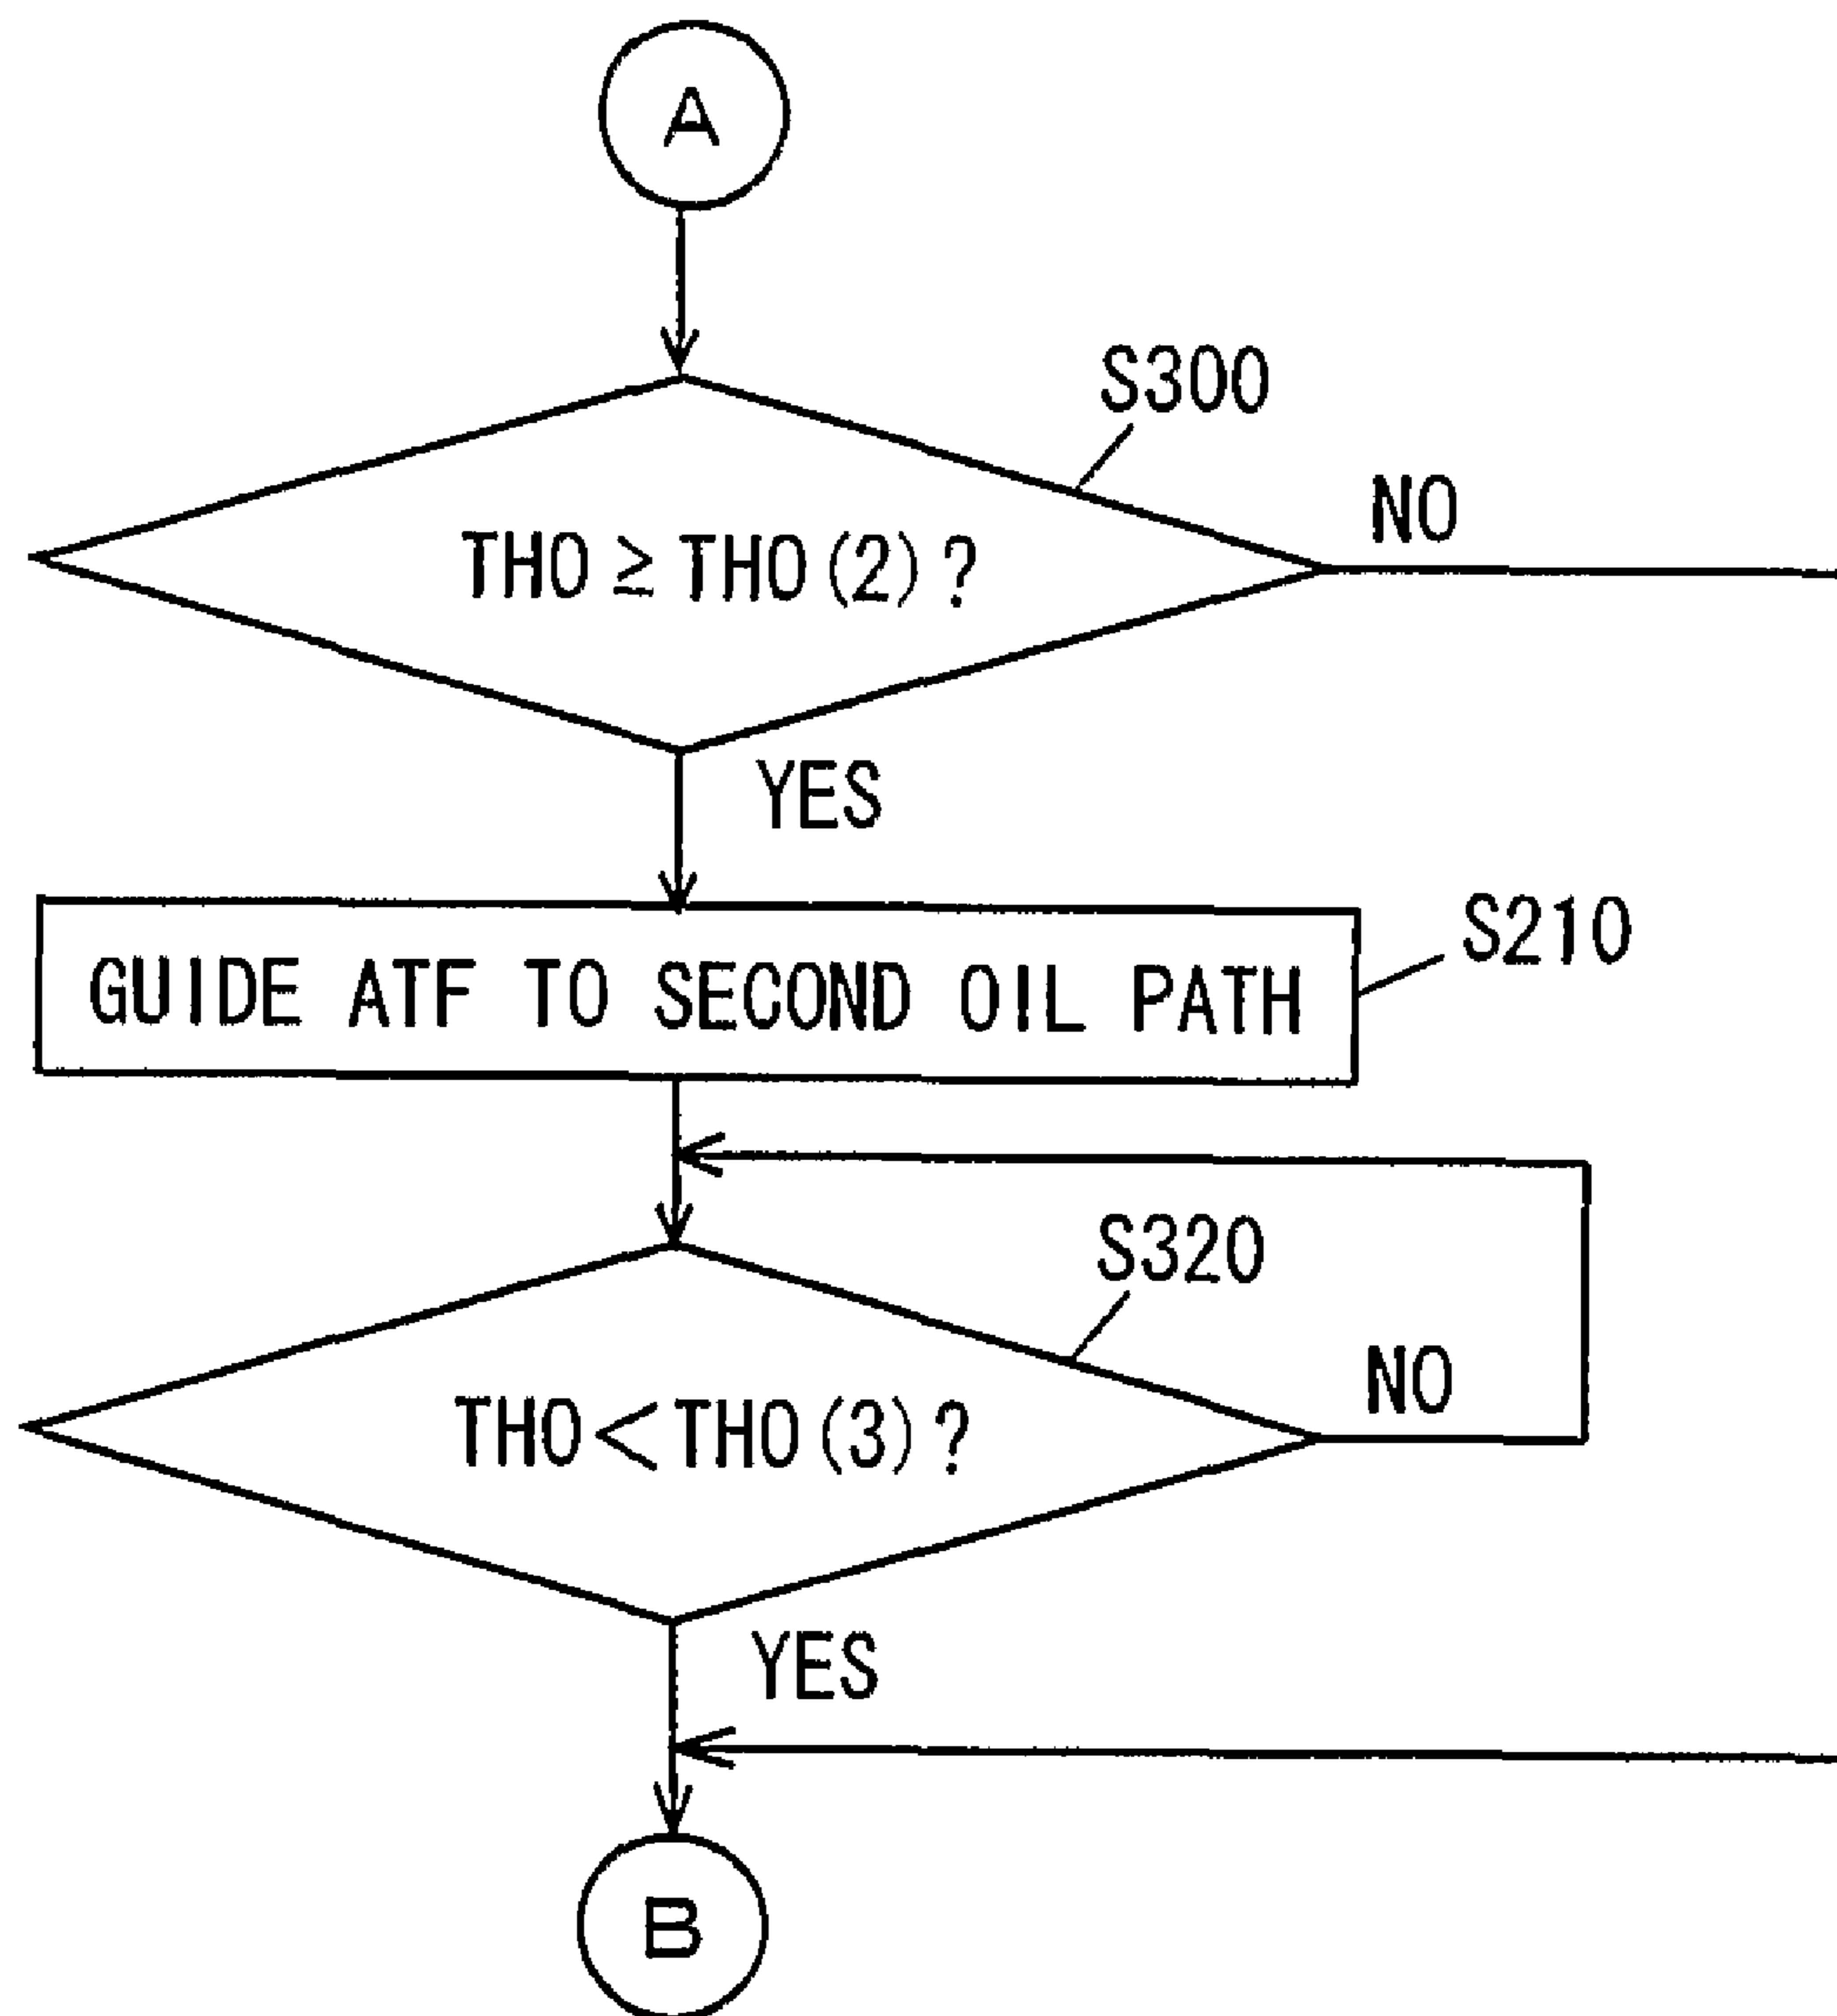 A
S300
THO ≥ THO(2)?
NO
YES
S210
GUIDE ATF TO SECOND OIL PATH
S320
THO < THO(3)?
NO
YES
B